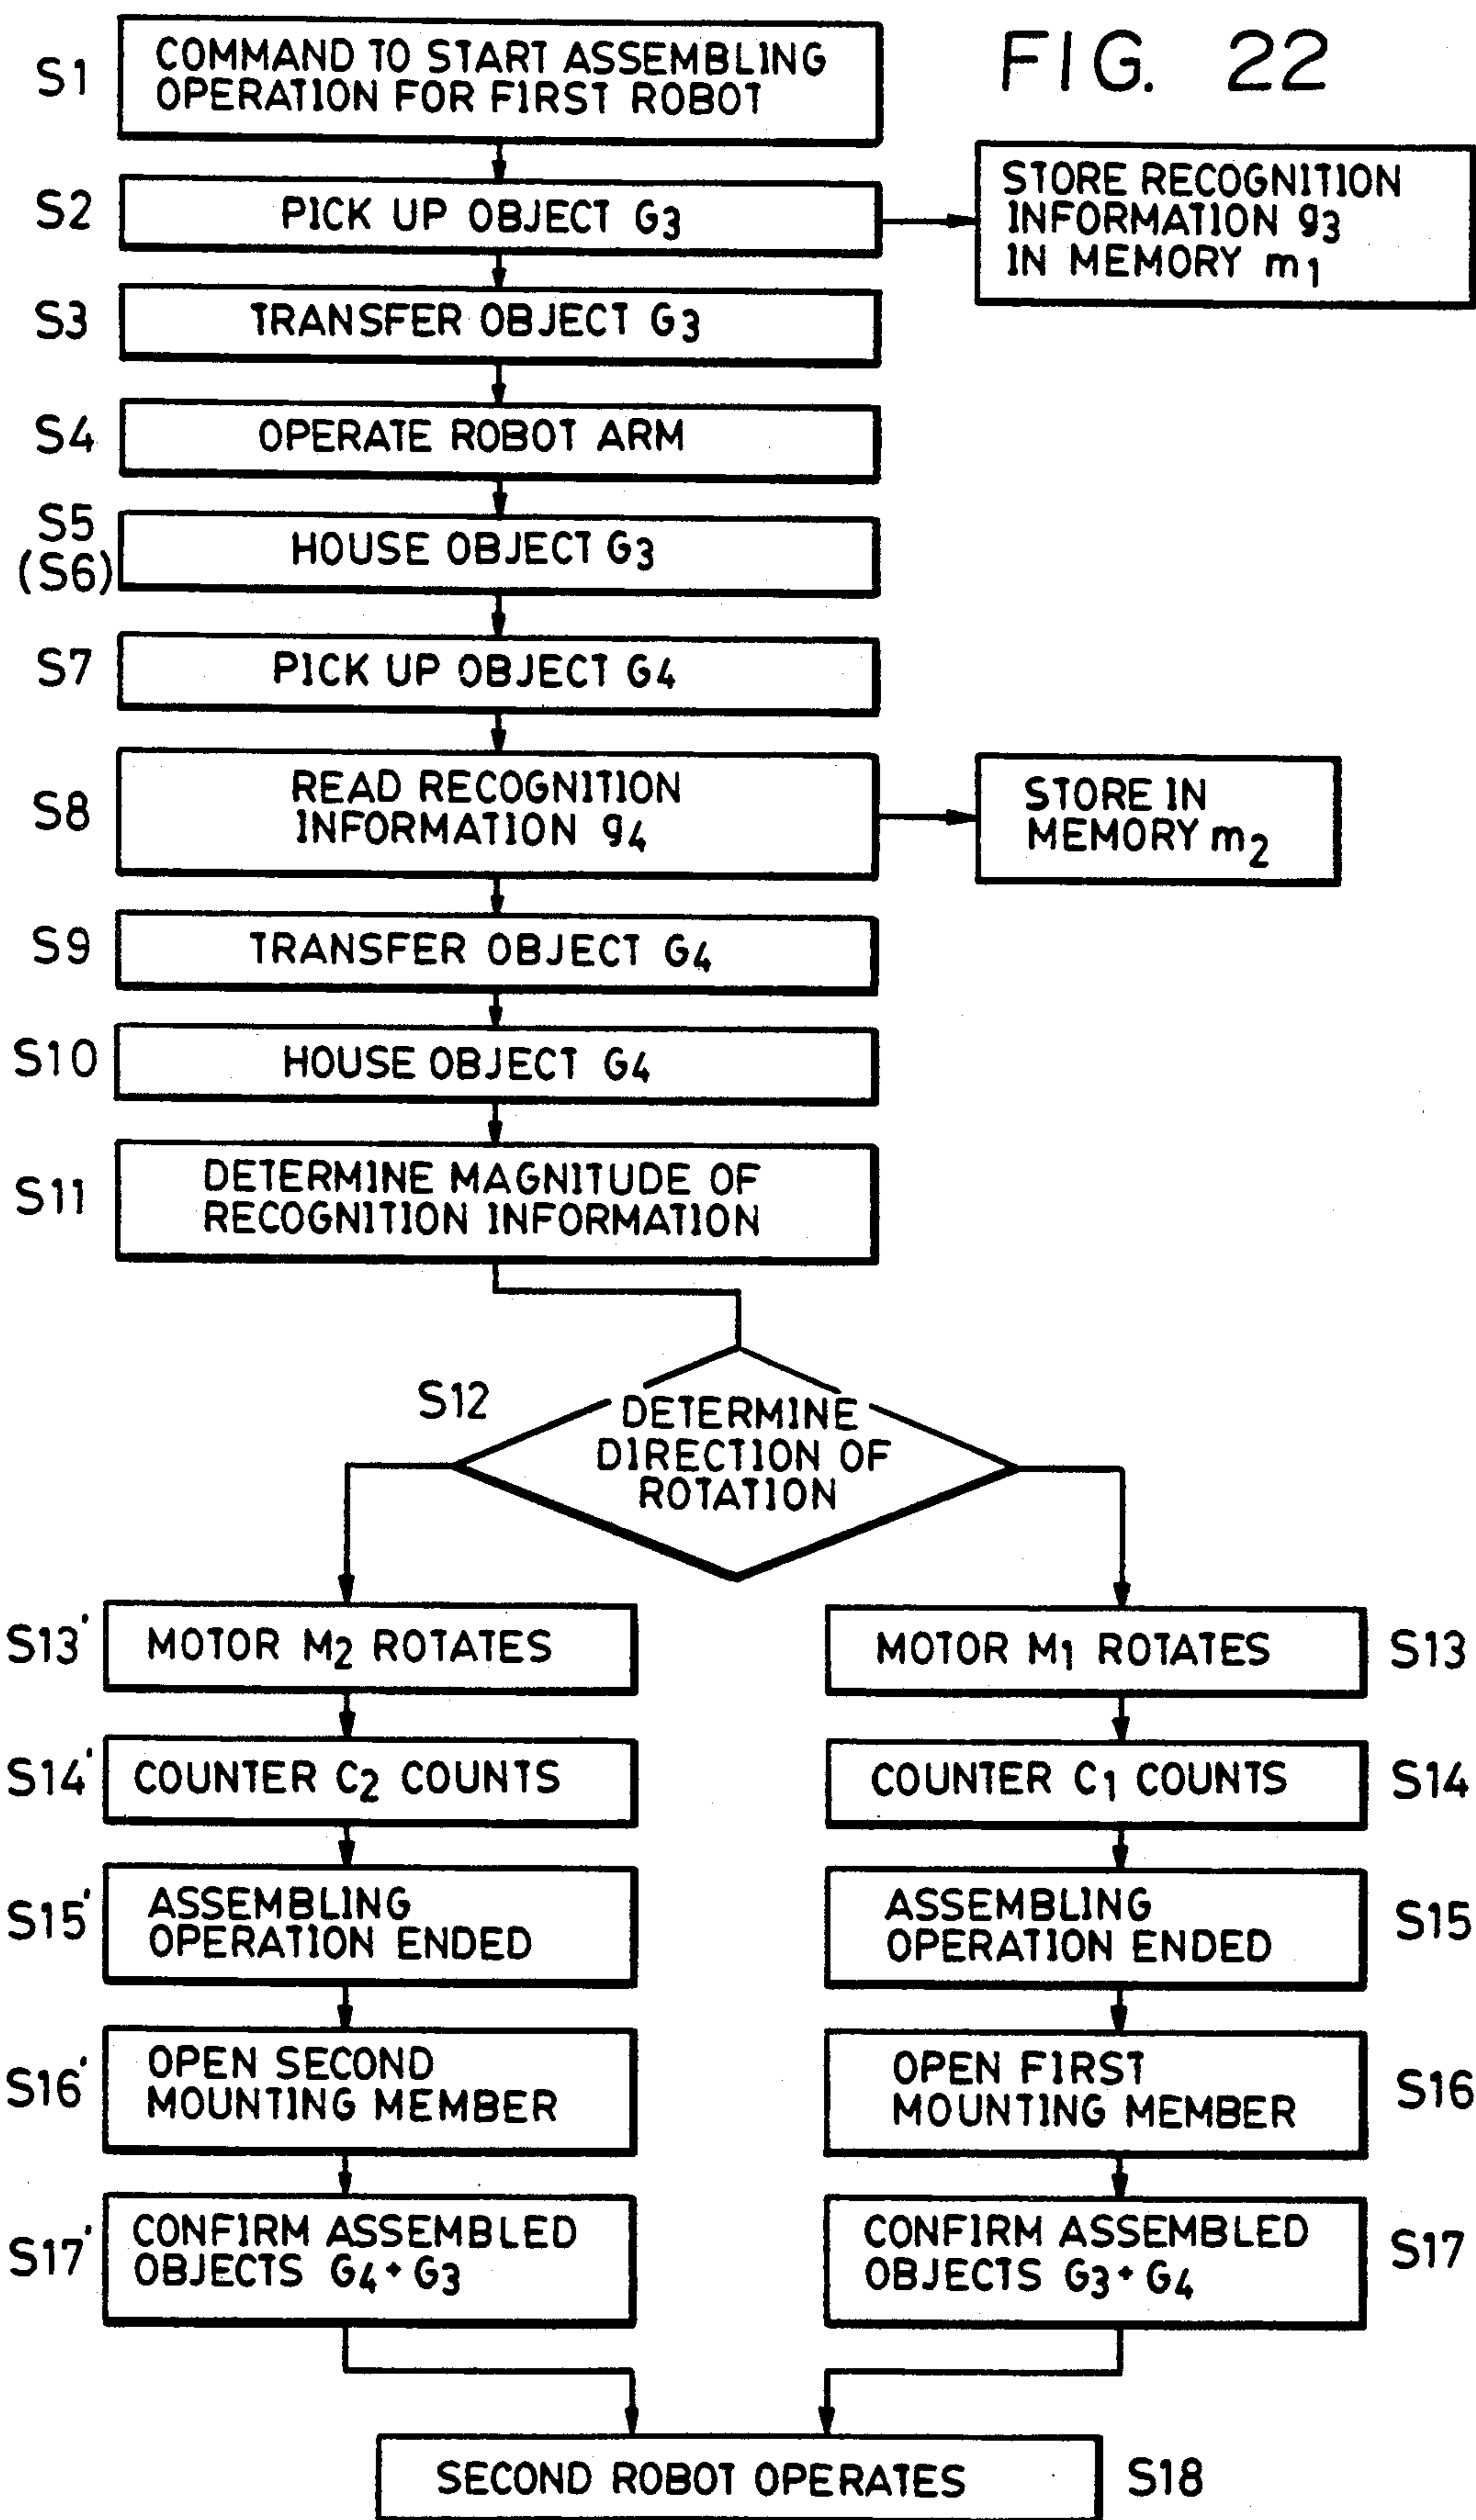 FIG. 22
S1
COMMAND TO START ASSEMBLING
OPERATION FOR FIRST ROBOT
S2
PICK UP OBJECT G3
STORE RECOGNITION
INFORMATION g3
IN MEMORY m1
S3
TRANSFER OBJECT G3
S4
OPERATE ROBOT ARM
S5
(S6)
HOUSE OBJECT G3
S7
PICK UP OBJECT G4
S8
READ RECOGNITION
INFORMATION g4
STORE IN
MEMORY m2
S9
TRANSFER OBJECT G4
S10
HOUSE OBJECT G4
S11
DETERMINE MAGNITUDE OF
RECOGNITION INFORMATION
S12
DETERMINE
DIRECTION OF
ROTATION
S13'
MOTOR M2 ROTATES
MOTOR M1 ROTATES
S13
S14'
COUNTER C2 COUNTS
COUNTER C1 COUNTS
S14
S15'
ASSEMBLING
OPERATION ENDED
ASSEMBLING
OPERATION ENDED
S15
S16'
OPEN SECOND
MOUNTING MEMBER
OPEN FIRST
MOUNTING MEMBER
S16
S17'
CONFIRM ASSEMBLED
OBJECTS G4+G3
CONFIRM ASSEMBLED
OBJECTS G3+G4
S17
SECOND ROBOT OPERATES
S18